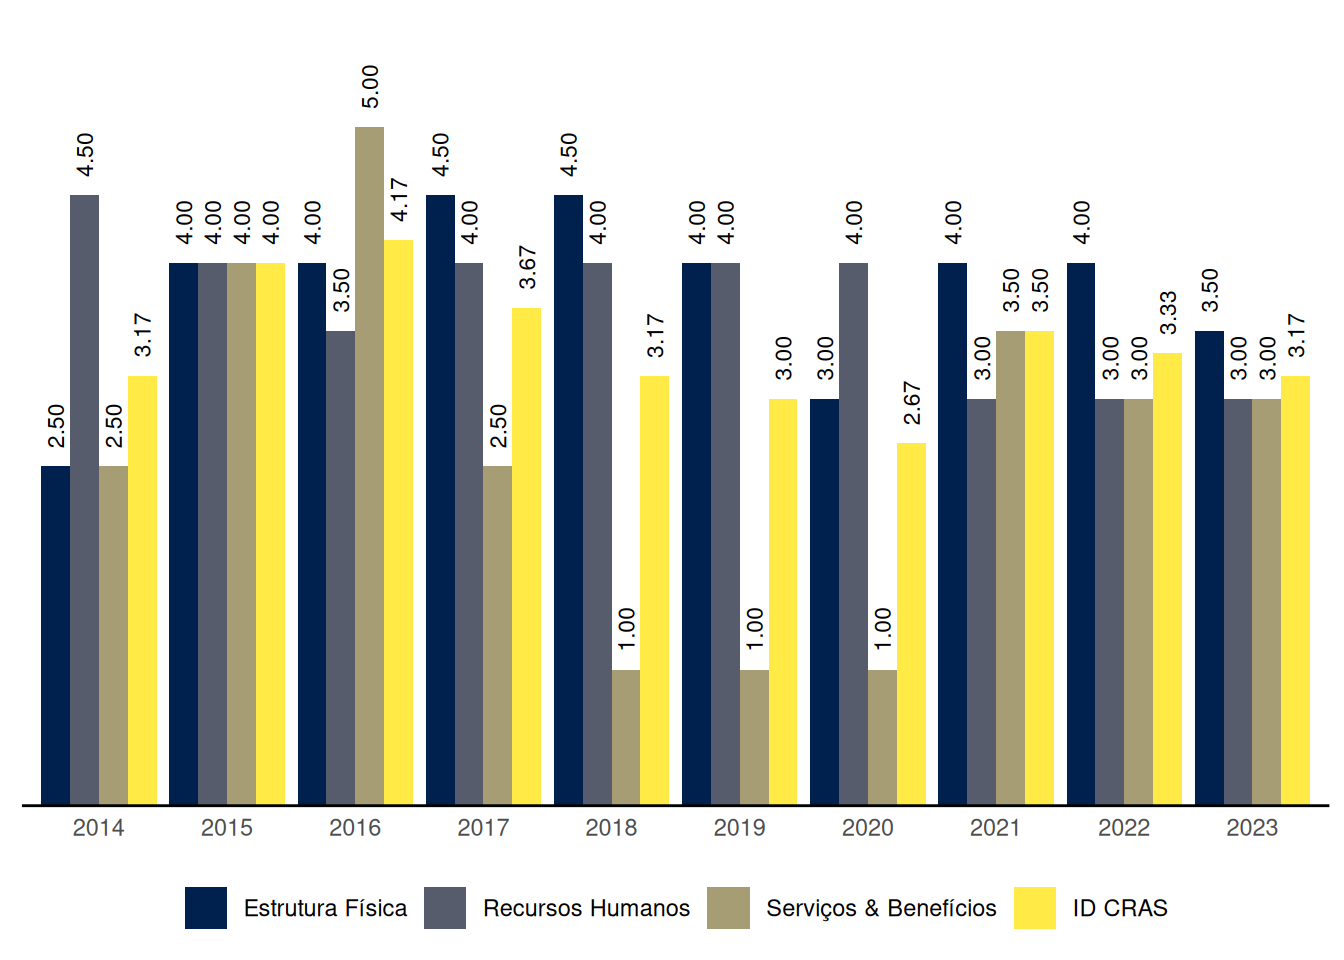 2.50 4.50 2.50 3.17
4.00 4.00 4.00 4.00
4.00 3.50 5.00 4.17
4.50 4.00 2.50 3.67
4.50 4.00 1.00 3.17
4.00 4.00 1.00 3.00
3.00 4.00 1.00 2.67
4.00 3.00 3.50 3.50
4.00 3.00 3.00 3.33
3.50 3.00 3.00 3.17
2014 2015 2016 2017 2018 2019 2020 2021 2022 2023
Estrutura Física Recursos Humanos Serviços & Benefícios ID CRAS